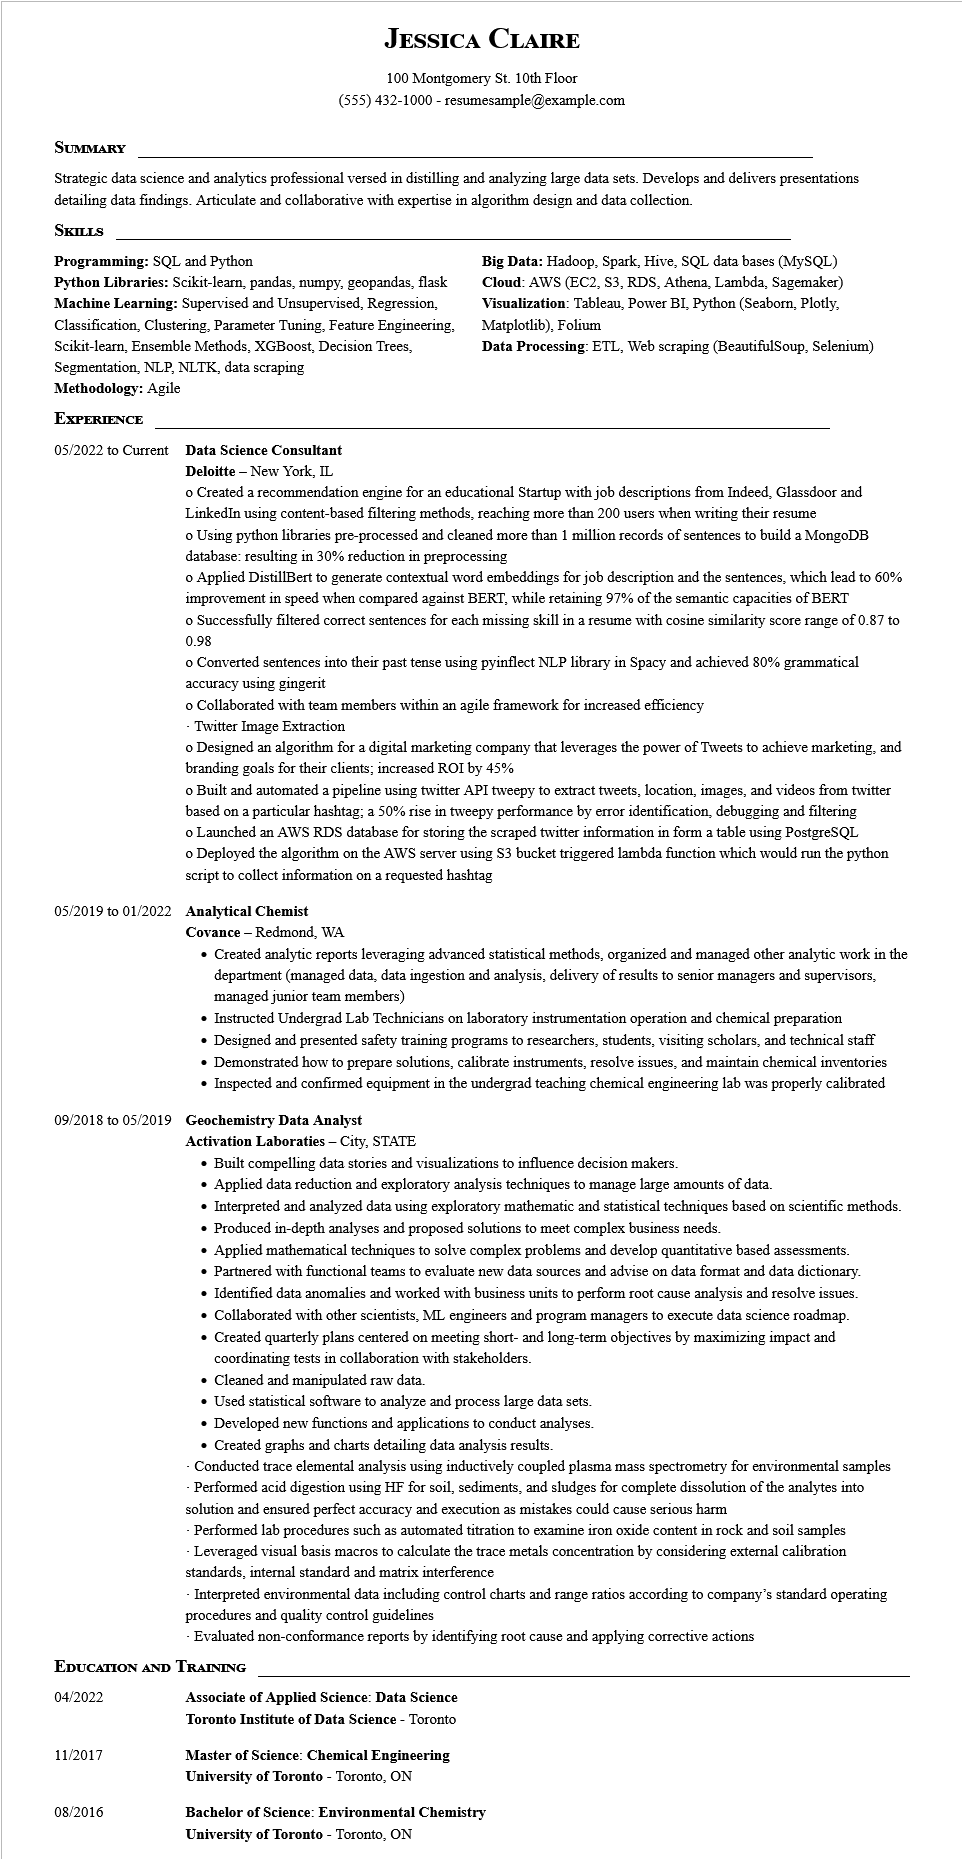 Jessica Claire
100 Montgomery St. 10th Floor
(555) 432-1000 - resumesample@example.com
Summary
Strategic data science and analytics professional versed in distilling and analyzing large data sets. Develops and delivers presentations
detailing data findings. Articulate and collaborative with expertise in algorithm design and data collection.
Skills
Programming: SQL and Python
Python Libraries: Scikit-learn, pandas, numpy, geopandas, flask
Machine Learning: Supervised and Unsupervised, Regression,
Classification, Clustering, Parameter Tuning, Feature Engineering,
Scikit-learn, Ensemble Methods, XGBoost, Decision Trees,
Segmentation, NLP, NLTK, data scraping
Methodology: Agile
Big Data: Hadoop, Spark, Hive, SQL data bases (MySQL)
Cloud: AWS (EC2, S3, RDS, Athena, Lambda, Sagemaker)
Visualization: Tableau, Power BI, Python (Seaborn, Plotly,
Matplotlib), Folium
Data Processing: ETL, Web scraping (BeautifulSoup, Selenium)
Experience
05/2022 to Current Data Science Consultant
Deloitte – New York, IL
o Created a recommendation engine for an educational Startup with job descriptions from Indeed, Glassdoor and
LinkedIn using content-based filtering methods, reaching more than 200 users when writing their resume
o Using python libraries pre-processed and cleaned more than 1 million records of sentences to build a MongoDB
database: resulting in 30% reduction in preprocessing
o Applied DistillBert to generate contextual word embeddings for job description and the sentences, which lead to 60%
improvement in speed when compared against BERT, while retaining 97% of the semantic capacities of BERT
o Successfully filtered correct sentences for each missing skill in a resume with cosine similarity score range of 0.87 to
0.98
o Converted sentences into their past tense using pyinflect NLP library in Spacy and achieved 80% grammatical
accuracy using gingerit
o Collaborated with team members within an agile framework for increased efficiency
· Twitter Image Extraction
o Designed an algorithm for a digital marketing company that leverages the power of Tweets to achieve marketing, and
branding goals for their clients; increased ROI by 45%
o Built and automated a pipeline using twitter API tweepy to extract tweets, location, images, and videos from twitter
based on a particular hashtag; a 50% rise in tweepy performance by error identification, debugging and filtering
o Launched an AWS RDS database for storing the scraped twitter information in form a table using PostgreSQL
o Deployed the algorithm on the AWS server using S3 bucket triggered lambda function which would run the python
script to collect information on a requested hashtag
05/2019 to 01/2022 Analytical Chemist
Covance – Redmond, WA
• Created analytic reports leveraging advanced statistical methods, organized and managed other analytic work in the
department (managed data, data ingestion and analysis, delivery of results to senior managers and supervisors,
managed junior team members)
• Instructed Undergrad Lab Technicians on laboratory instrumentation operation and chemical preparation
• Designed and presented safety training programs to researchers, students, visiting scholars, and technical staff
• Demonstrated how to prepare solutions, calibrate instruments, resolve issues, and maintain chemical inventories
• Inspected and confirmed equipment in the undergrad teaching chemical engineering lab was properly calibrated
09/2018 to 05/2019 Geochemistry Data Analyst
Activation Laboraties – City, STATE
• Built compelling data stories and visualizations to influence decision makers.
• Applied data reduction and exploratory analysis techniques to manage large amounts of data.
• Interpreted and analyzed data using exploratory mathematic and statistical techniques based on scientific methods.
• Produced in-depth analyses and proposed solutions to meet complex business needs.
• Applied mathematical techniques to solve complex problems and develop quantitative based assessments.
• Partnered with functional teams to evaluate new data sources and advise on data format and data dictionary.
• Identified data anomalies and worked with business units to perform root cause analysis and resolve issues.
• Collaborated with other scientists, ML engineers and program managers to execute data science roadmap.
• Created quarterly plans centered on meeting short- and long-term objectives by maximizing impact and
coordinating tests in collaboration with stakeholders.
• Cleaned and manipulated raw data.
• Used statistical software to analyze and process large data sets.
• Developed new functions and applications to conduct analyses.
• Created graphs and charts detailing data analysis results.
· Conducted trace elemental analysis using inductively coupled plasma mass spectrometry for environmental samples
· Performed acid digestion using HF for soil, sediments, and sludges for complete dissolution of the analytes into
solution and ensured perfect accuracy and execution as mistakes could cause serious harm
· Performed lab procedures such as automated titration to examine iron oxide content in rock and soil samples
· Leveraged visual basis macros to calculate the trace metals concentration by considering external calibration
standards, internal standard and matrix interference
· Interpreted environmental data including control charts and range ratios according to company’s standard operating
procedures and quality control guidelines
· Evaluated non-conformance reports by identifying root cause and applying corrective actions
Education and Training
04/2022 Associate of Applied Science: Data Science
Toronto Institute of Data Science - Toronto
11/2017 Master of Science: Chemical Engineering
University of Toronto - Toronto, ON
08/2016 Bachelor of Science: Environmental Chemistry
University of Toronto - Toronto, ON